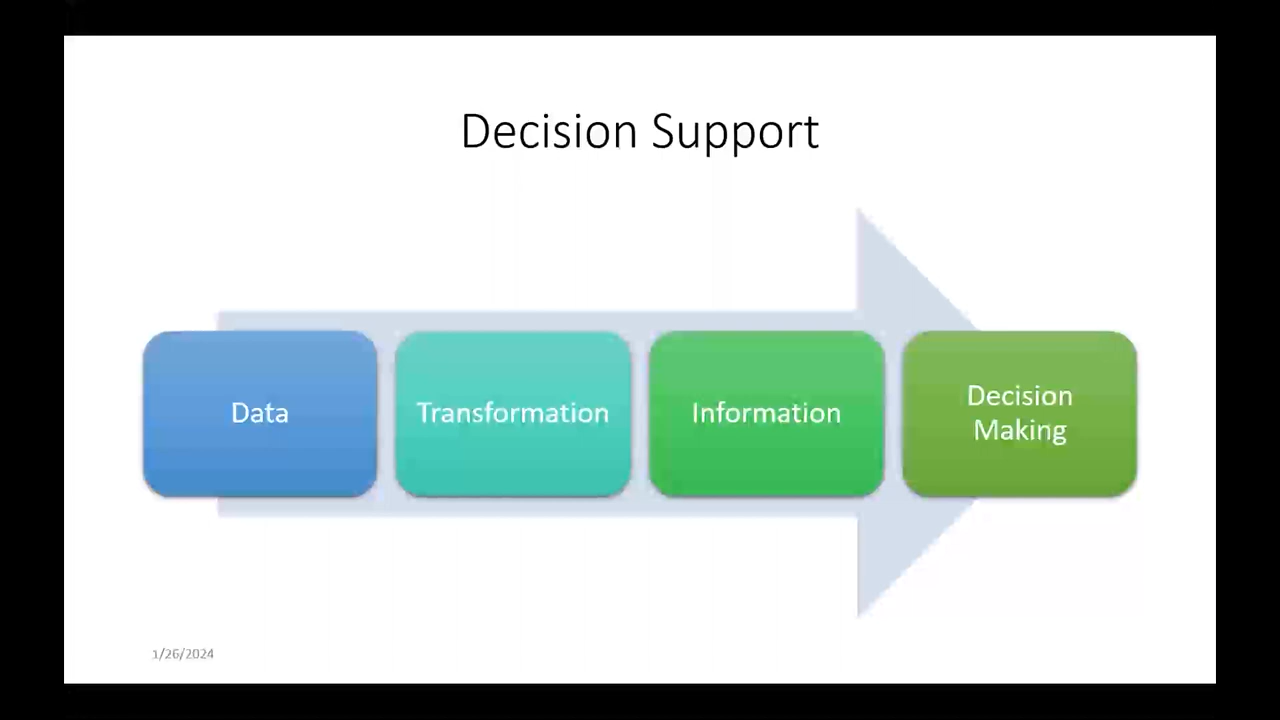 Decision Support
Data
Transformation
Information
Decision
Making
1/26/2024